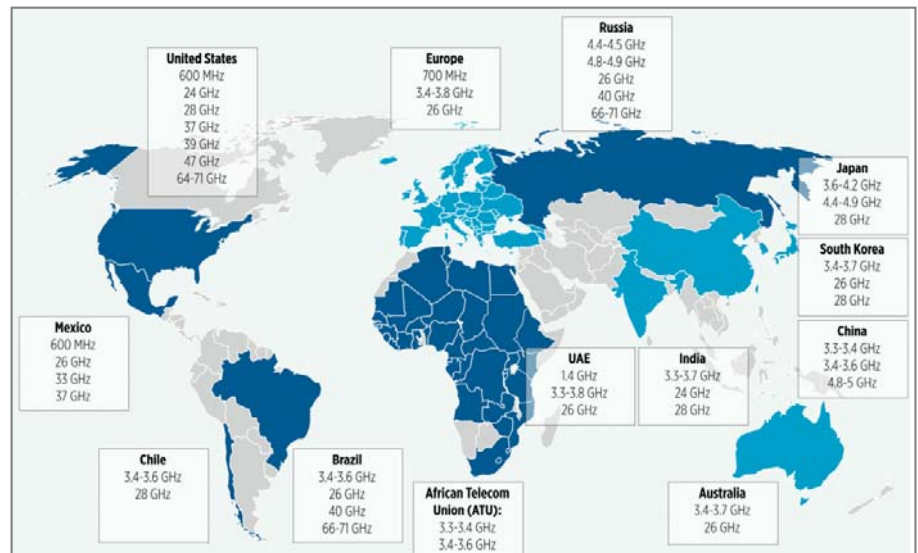 United States
600 MHz
24 GHz
28 GHz
37 GHz
39 GHz
47 GHz
64-71 GHz
Europe
700 MHz
3.4-3.8 GHz
26 GHz
Russia
4.4-4.5 GHz
4.8-4.9 GHz
26 GHz
40 GHz
66-71 GHz
Japan
3.6-4.2 GHz
4.4-4.9 GHz
28 GHz
South Korea
3.4-3.7 GHz
26 GHz
28 GHz
China
3.3-3.4 GHz
3.4-3.6 GHz
4.8-5 GHz
Mexico
600 MHz
26 GHz
33 GHz
37 GHz
UAE
1.4 GHz
3.3-3.8 GHz
26 GHz
India
3.3-3.7 GHz
24 GHz
28 GHz
Chile
3.4-3.6 GHz
28 GHz
Brazil
3.4-3.6 GHz
26 GHz
40 GHz
66-71 GHz
African Telecom
Union (ATU):
3.3-3.4 GHz
3.4-3.6 GHz
Australia
3.4-3.7 GHz
26 GHz